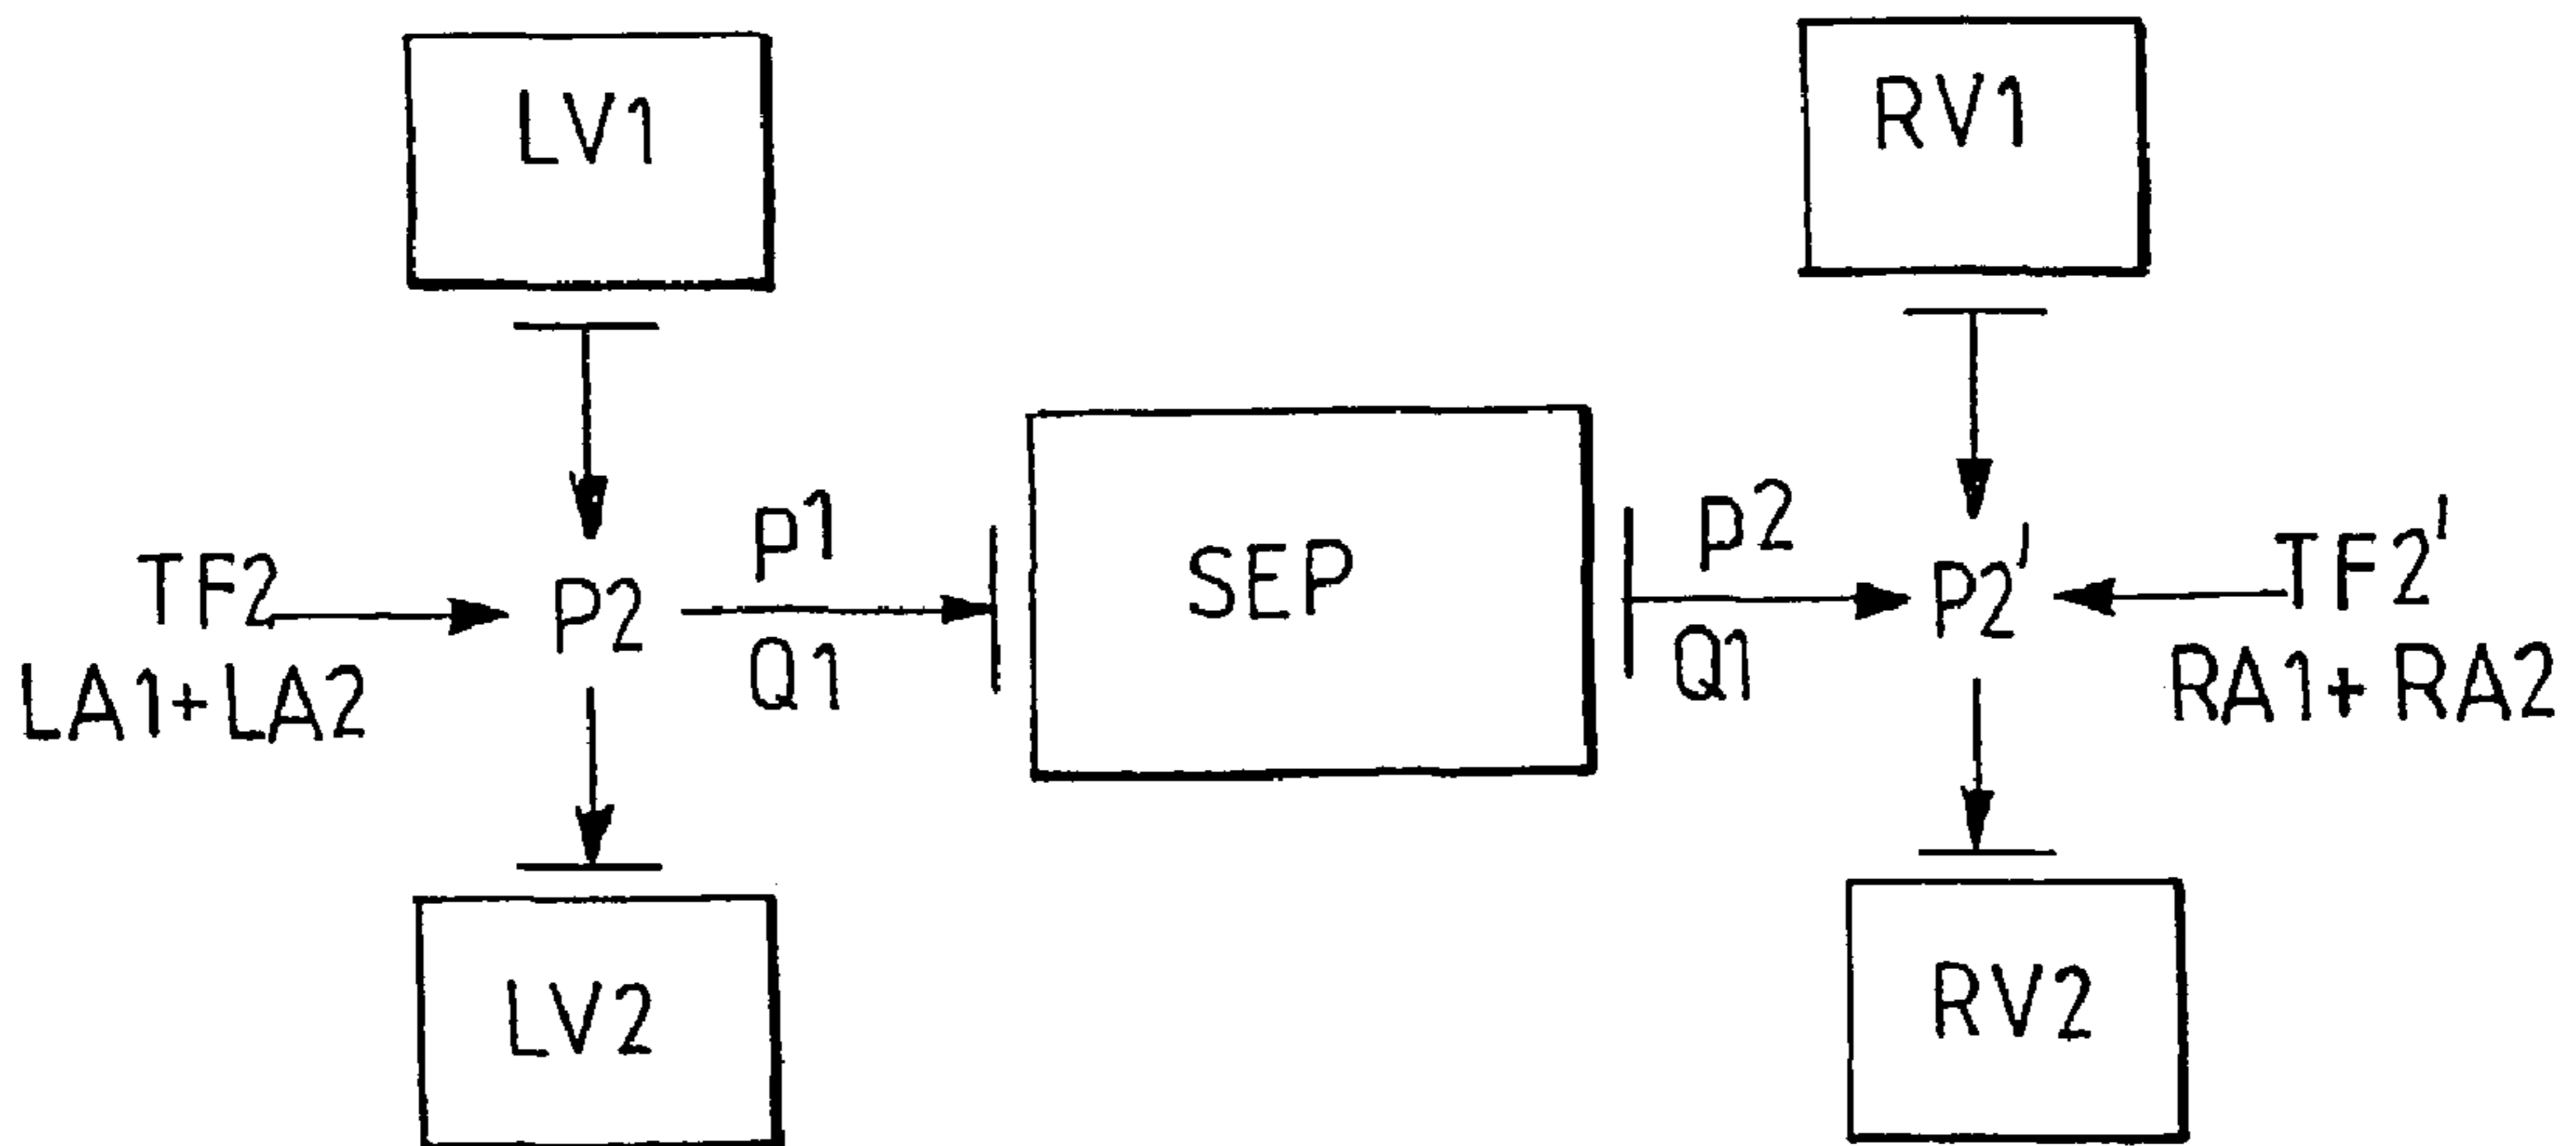 LV1
RV1
TF2
LA1+LA2
P2
P1
Q1
SEP
P2
Q1
P2'
TF2'
RA1+RA2
LV2
RV2